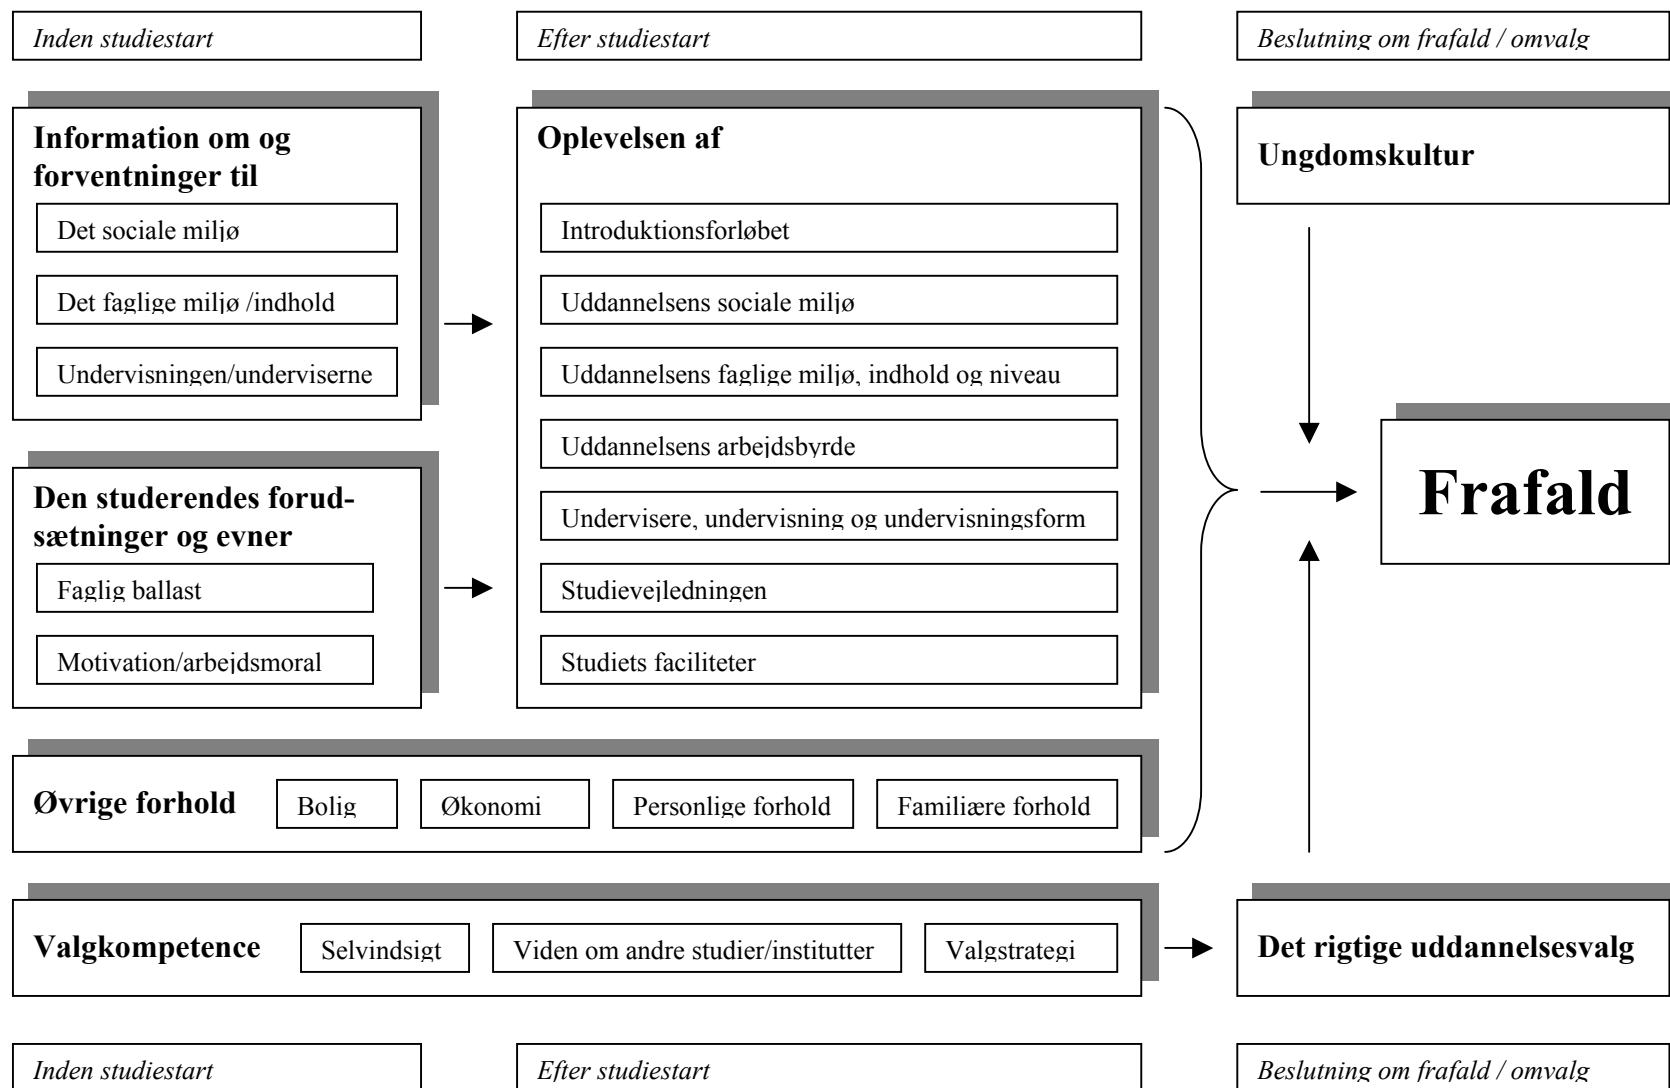 Inden studiestart
Efter studiestart
Beslutning om frafald / omvalg
Information om og
forventninger til
Det sociale miljø
Det faglige miljø /indhold
Undervisningen/underviserne
Den studerendes forud-
sætninger og evner
Faglig ballast
Motivation/arbejdsmoral
Oplevelsen af
Introduktionsforløbet
Uddannelsens sociale miljø
Uddannelsens faglige miljø, indhold og niveau
Uddannelsens arbejdsbyrde
Undervisere, undervisning og undervisningsform
Studievejledningen
Studiets faciliteter
Ungdomskultur
Frafald
Øvrige forhold
Bolig
Økonomi
Personlige forhold
Familiære forhold
Valgkompetence
Selvindsigt
Viden om andre studier/institutter
Valgstrategi
Det rigtige uddannelsesvalg
Inden studiestart
Efter studiestart
Beslutning om frafald / omvalg